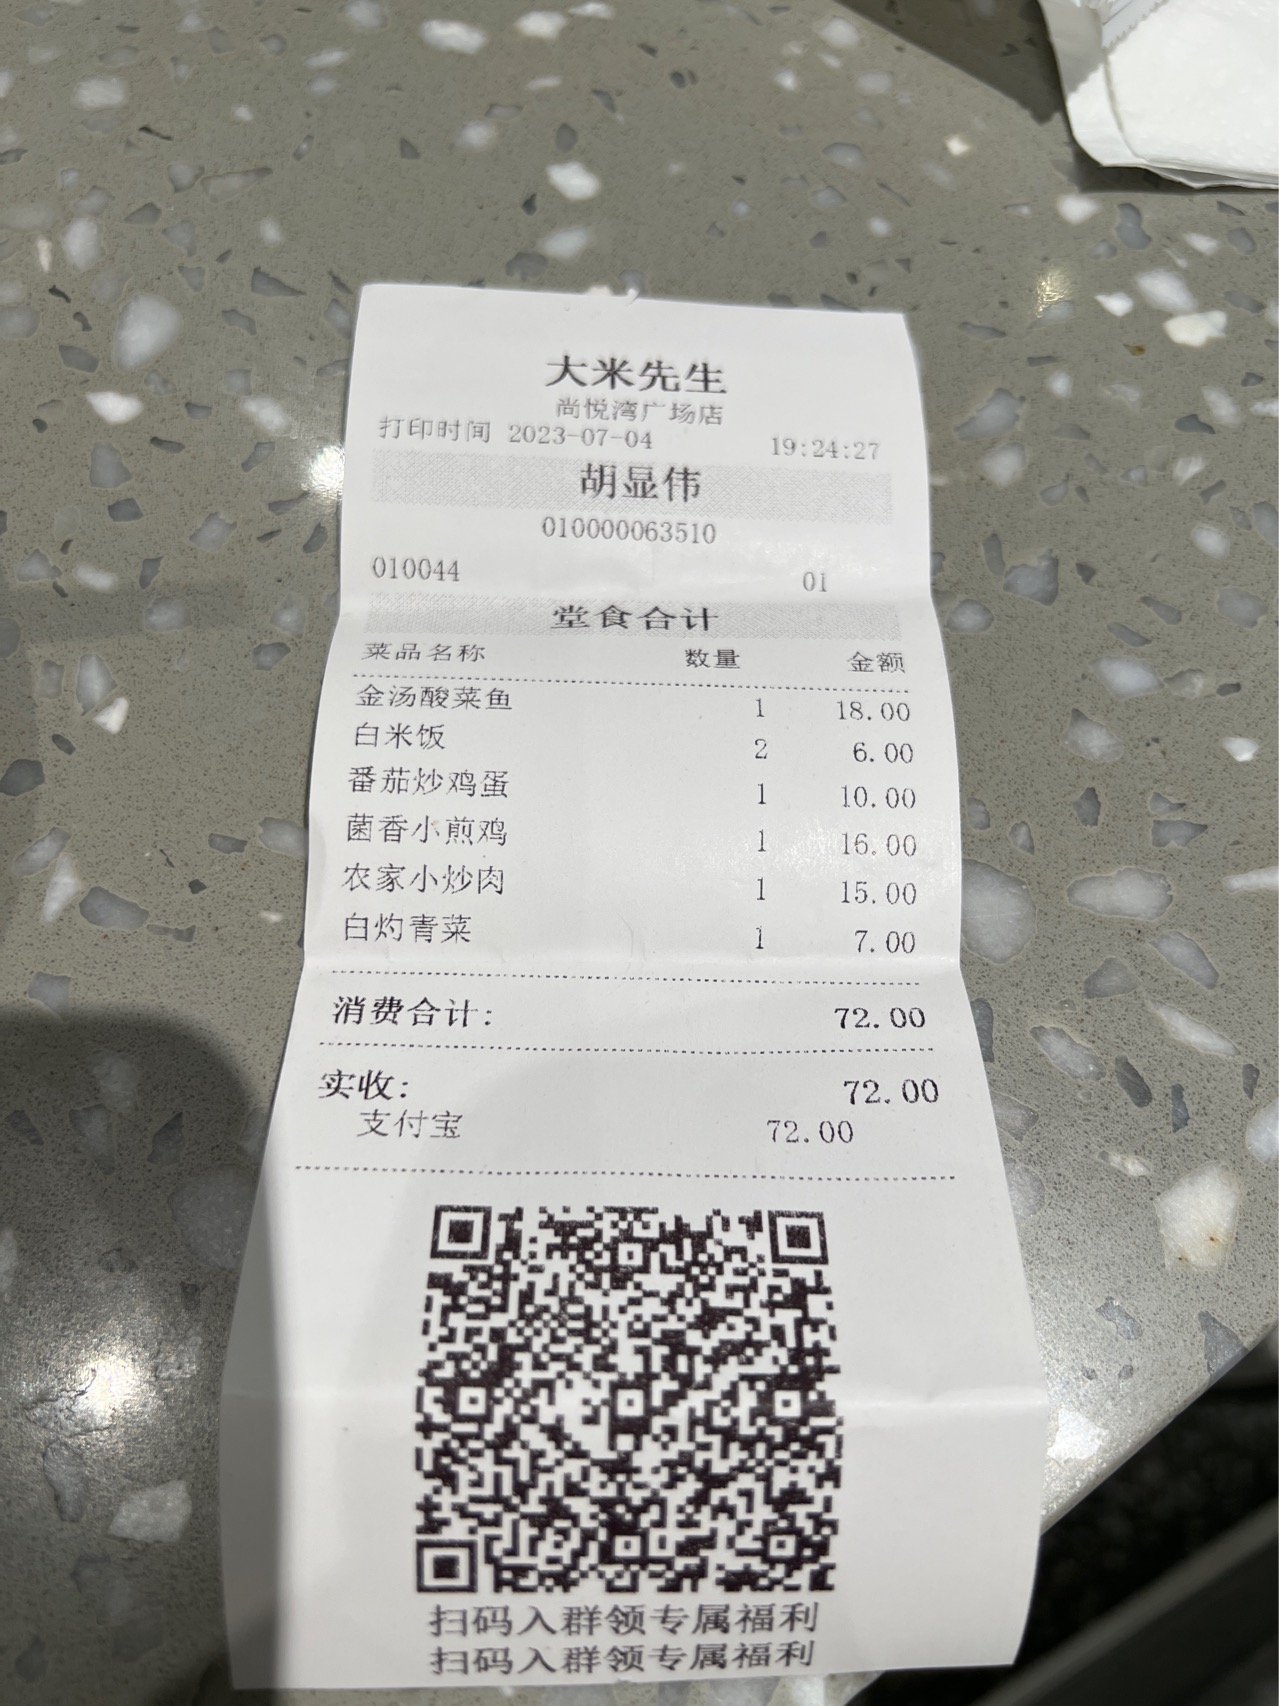 大米先生
尚悦湾广场店
打印时间 2023-07-04 19:24:27
胡显伟
010000063510
010044 01
堂食合计
菜品名称 数量 金额
金汤酸菜鱼 1 18.00
白米饭 2 6.00
番茄炒鸡蛋 1 10.00
菌香小煎鸡 1 16.00
农家小炒肉 1 15.00
白灼青菜 1 7.00
消费合计: 72.00
实收: 72.00
支付宝 72.00
扫码入群领专属福利
扫码入群领专属福利